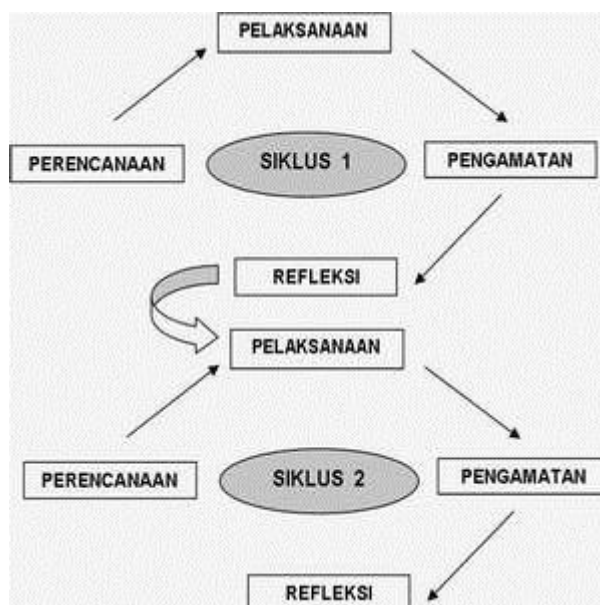 PELAKSANAAN
PERENCANAAN
SIKLUS 1
PENGAMATAN
REFLEKSI
PELAKSANAAN
PERENCANAAN
SIKLUS 2
PENGAMATAN
REFLEKSI